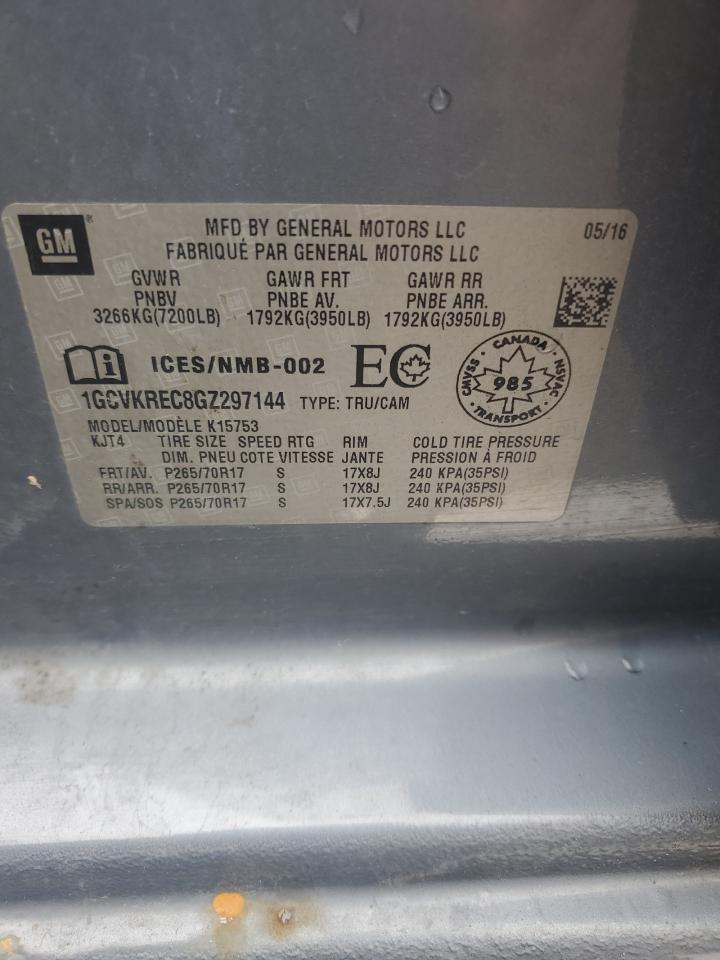 GM ®
MFD BY GENERAL MOTORS LLC 05/16
FABRIQUÉ PAR GENERAL MOTORS LLC
GVWR GAWR FRT GAWR RR
PNBV PNBE AV. PNBE ARR.
3266KG(7200LB) 1792KG(3950LB) 1792KG(3950LB)
ICES/NMB-002 EC
CANADA
CMVSS 985 NSVAC
TRANSPORT
1GCVKREC8GZ297144 TYPE: TRU/CAM
MODEL/MODÈLE K15753
KJT4 TIRE SIZE SPEED RTG RIM COLD TIRE PRESSURE
DIM. PNEU COTE VITESSE JANTE PRESSION À FROID
FRT/AV. P265/70R17 S 17X8J 240 KPA(35PSI)
RR/ARR. P265/70R17 S 17X8J 240 KPA(35PSI)
SPA/SOS P265/70R17 S 17X7.5J 240 KPA(35PSI)